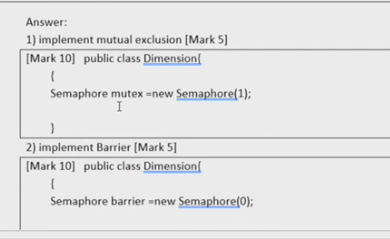 Answer:
1) implement mutual exclusion [Mark 5]
[Mark 10] public class Dimension{
{
Semaphore mutex =new Semaphore(1);
}
2) implement Barrier [Mark 5]
[Mark 10] public class Dimension{
{
Semaphore barrier =new Semaphore(0);